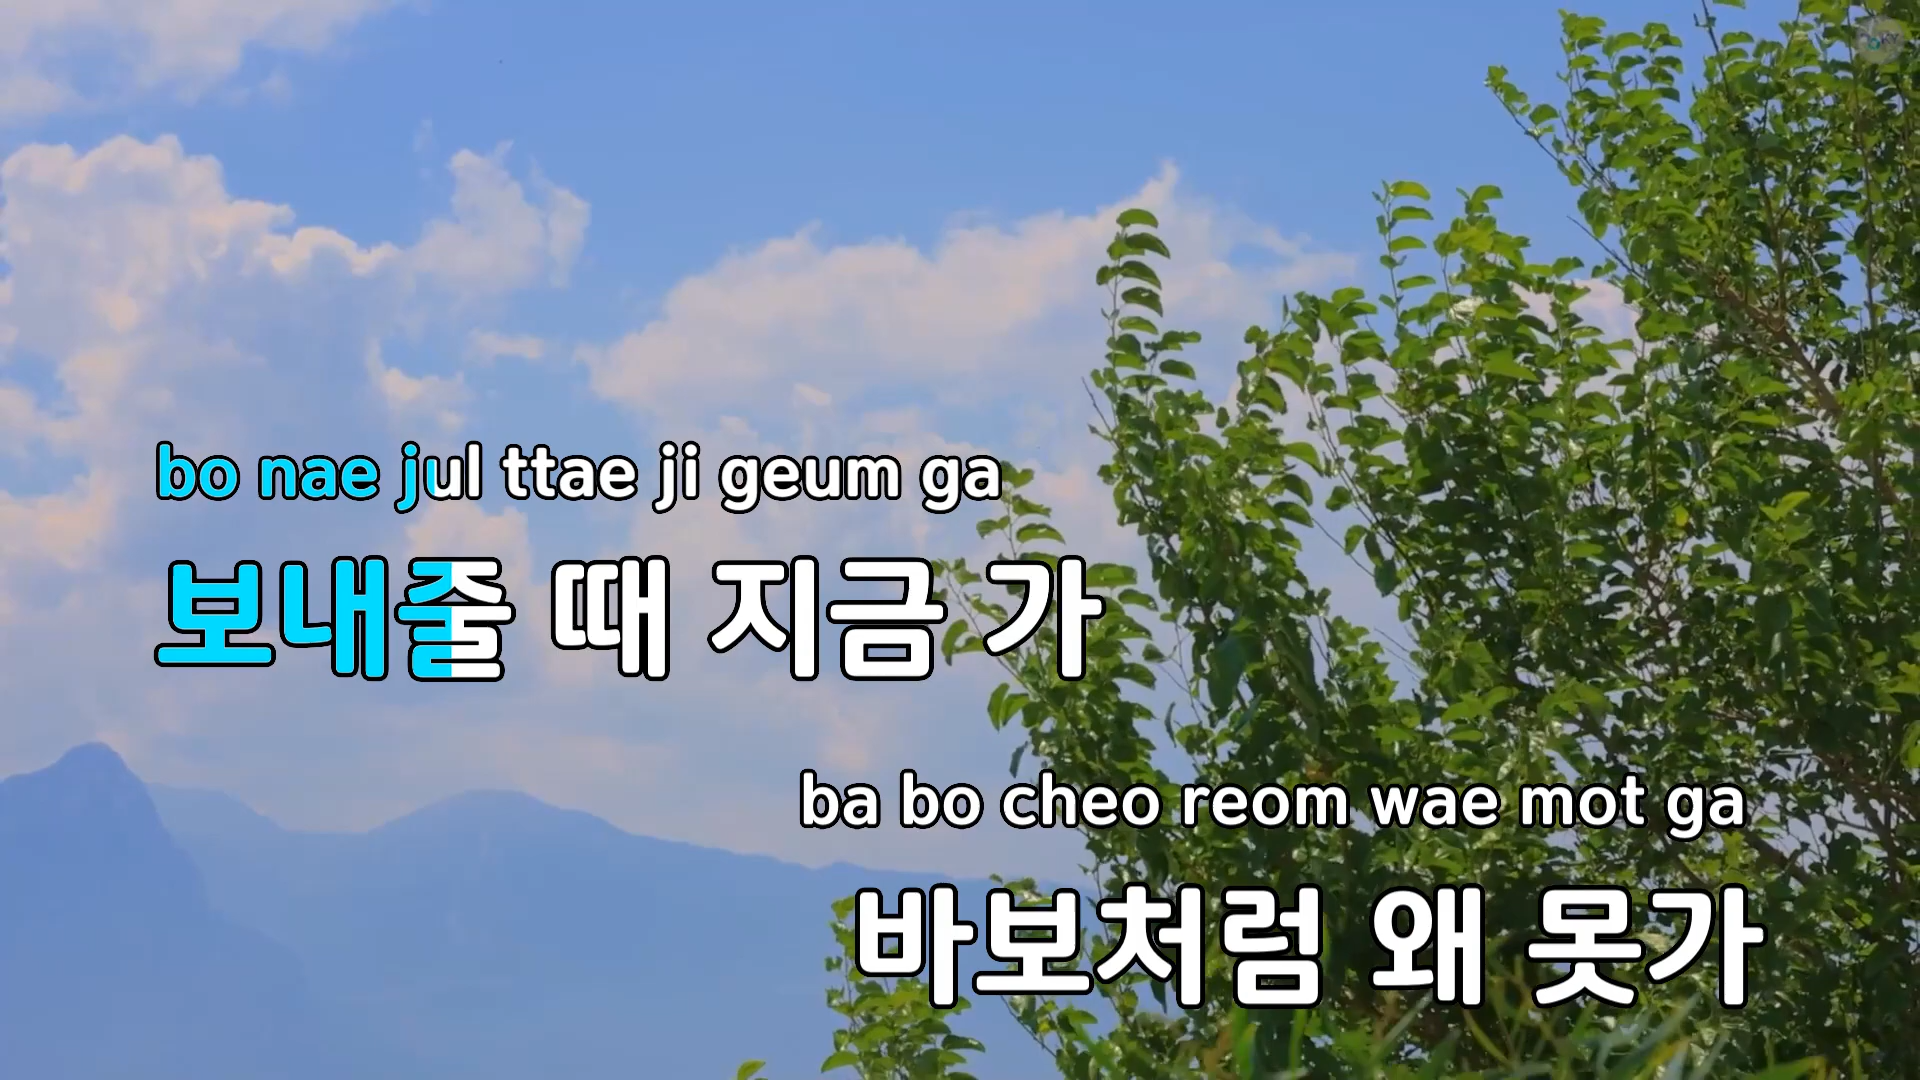 bo nae jul ttae ji geum ga
보내줄 때 지금 가
ba bo cheo reom wae mot ga
바보처럼 왜 못가